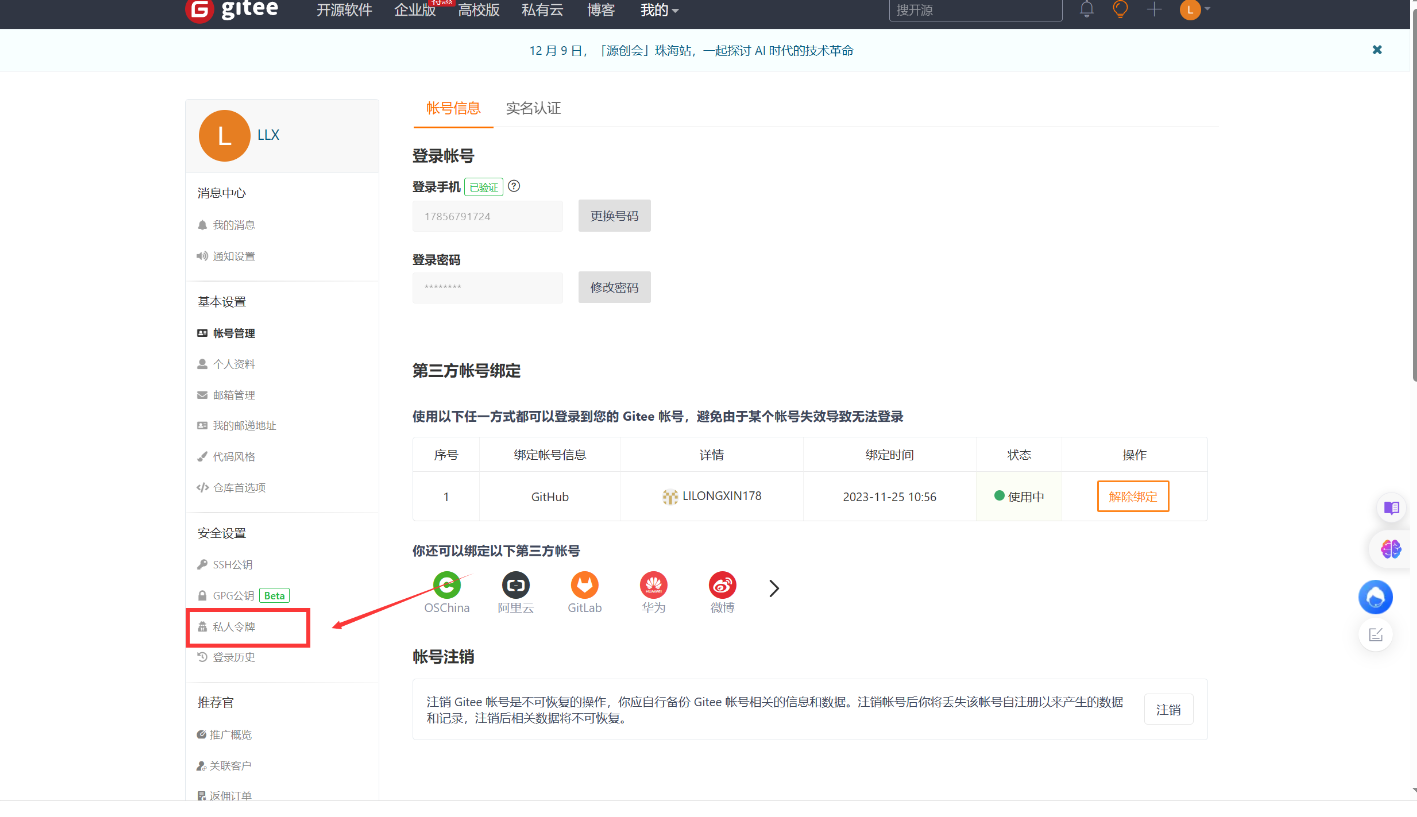 gitee
开源软件 企业版 高校版 私有云 博客 我的
搜开源
L
12 月 9 日，「源创会」珠海站，一起探讨 AI 时代的技术革命
L LLX
消息中心
我的消息
通知设置
基本设置
帐号管理
个人资料
邮箱管理
我的邮递地址
代码风格
仓库首选项
安全设置
SSH公钥
GPG公钥 Beta
私人令牌
登录历史
推荐官
推广概览
关联客户
返佣订单
帐号信息 实名认证
登录帐号
登录手机 已验证
17856791724 更换号码
登录密码
******** 修改密码
第三方帐号绑定
使用以下任一方式都可以登录到您的 Gitee 帐号，避免由于某个帐号失效导致无法登录
序号 绑定帐号信息 详情 绑定时间 状态 操作
1 GitHub LILONGXIN178 2023-11-25 10:56 使用中 解除绑定
你还可以绑定以下第三方帐号
OSChina 阿里云 GitLab 华为 微博
帐号注销
注销 Gitee 帐号是不可恢复的操作，你应自行备份 Gitee 帐号相关的信息和数据。注销帐号后你将丢失该帐号自注册以来产生的数据
和记录，注销后相关数据将不可恢复。
注销